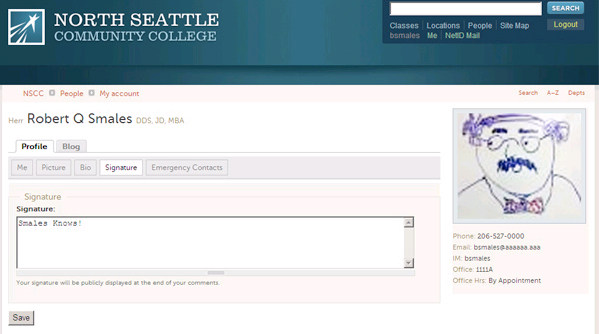 NORTH SEATTLE
COMMUNITY COLLEGE
SEARCH
Classes | Locations | People | Site Map
bsmales Me | NetID Mail
Logout
NSCC People My account
Search A–Z Depts
Herr Robert Q Smales DDS, JD, MBA
Profile Blog
Me Picture Bio Signature Emergency Contacts
Signature
Signature:
Smales Knows!
Your signature will be publicly displayed at the end of your comments.
Save
Phone: 206-527-0000
Email: bsmales@aaaaaa.aaa
IM: bsmales
Office: 1111A
Office Hrs: By Appointment